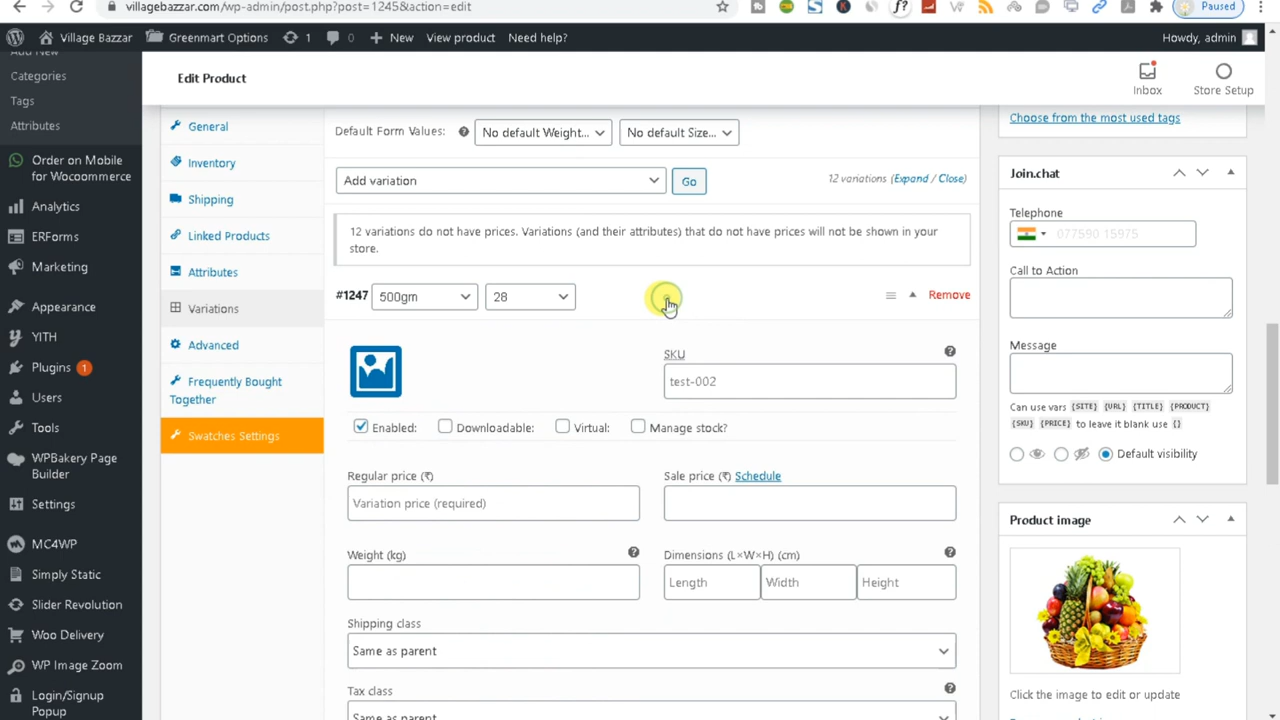 villagebazzar.com/wp-admin/post.php?post=1245&action=edit
f?
Paused
Village Bazzar
Greenmart Options
1
0
New
View product
Need help?
Howdy, admin
Add New
Categories
Tags
Attributes
Order on Mobile
for Woocommerce
Analytics
ERForms
Marketing
Appearance
YITH
Plugins 1
Users
Tools
WPBakery Page
Builder
Settings
MC4WP
Simply Static
Slider Revolution
Woo Delivery
WP Image Zoom
Login/Signup
Popup
Edit Product
Inbox
Store Setup
General
Inventory
Shipping
Linked Products
Attributes
Variations
Advanced
Frequently Bought
Together
Swatches Settings
Default Form Values:
No default Weight...
No default Size...
Add variation
Go
12 variations (Expand / Close)
12 variations do not have prices. Variations (and their attributes) that do not have prices will not be shown in your
store.
#1247
500gm
28
Remove
SKU
test-002
Enabled:
Downloadable:
Virtual:
Manage stock?
Regular price (₹)
Sale price (₹) Schedule
Variation price (required)
Weight (kg)
Dimensions (L×W×H) (cm)
Length
Width
Height
Shipping class
Same as parent
Tax class
Same as parent
Choose from the most used tags
Join.chat
Telephone
077590 15975
Call to Action
Message
Can use vars {SITE} {URL} {TITLE} {PRODUCT}
{SKU} {PRICE} to leave it blank use {}
Default visibility
Product image
Click the image to edit or update